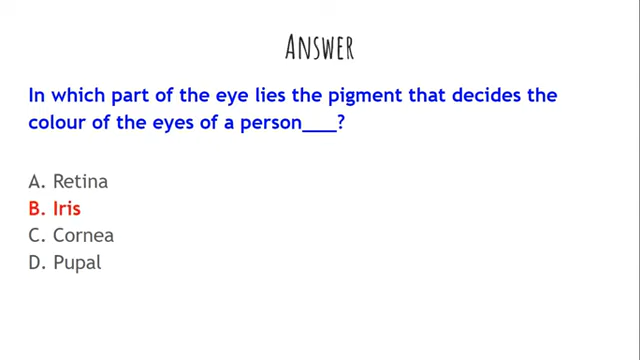 ANSWER
In which part of the eye lies the pigment that decides the
colour of the eyes of a person___?
A. Retina
B. Iris
C. Cornea
D. Pupal